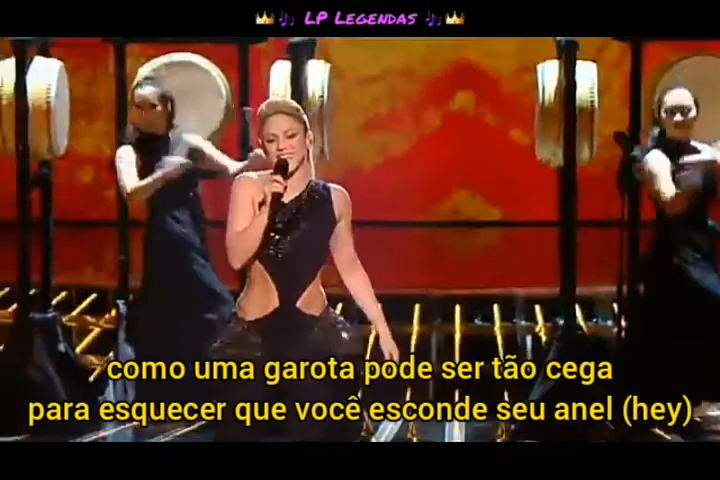 👑🎶 LP Legendas 🎶👑
como uma garota pode ser tão cega
para esquecer que você esconde seu anel (hey)